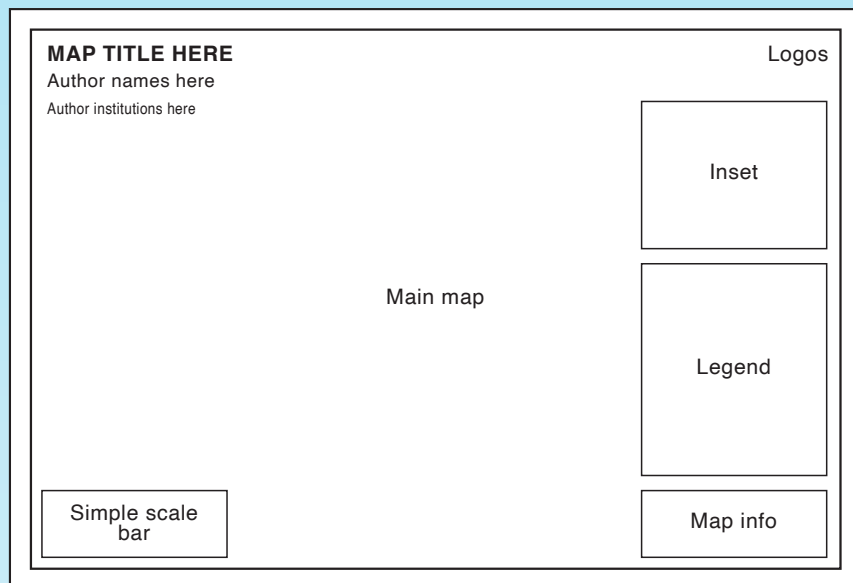 MAP TITLE HERE
Logos
Author names here
Author institutions here
Inset
Main map
Legend
Simple scale
bar
Map info